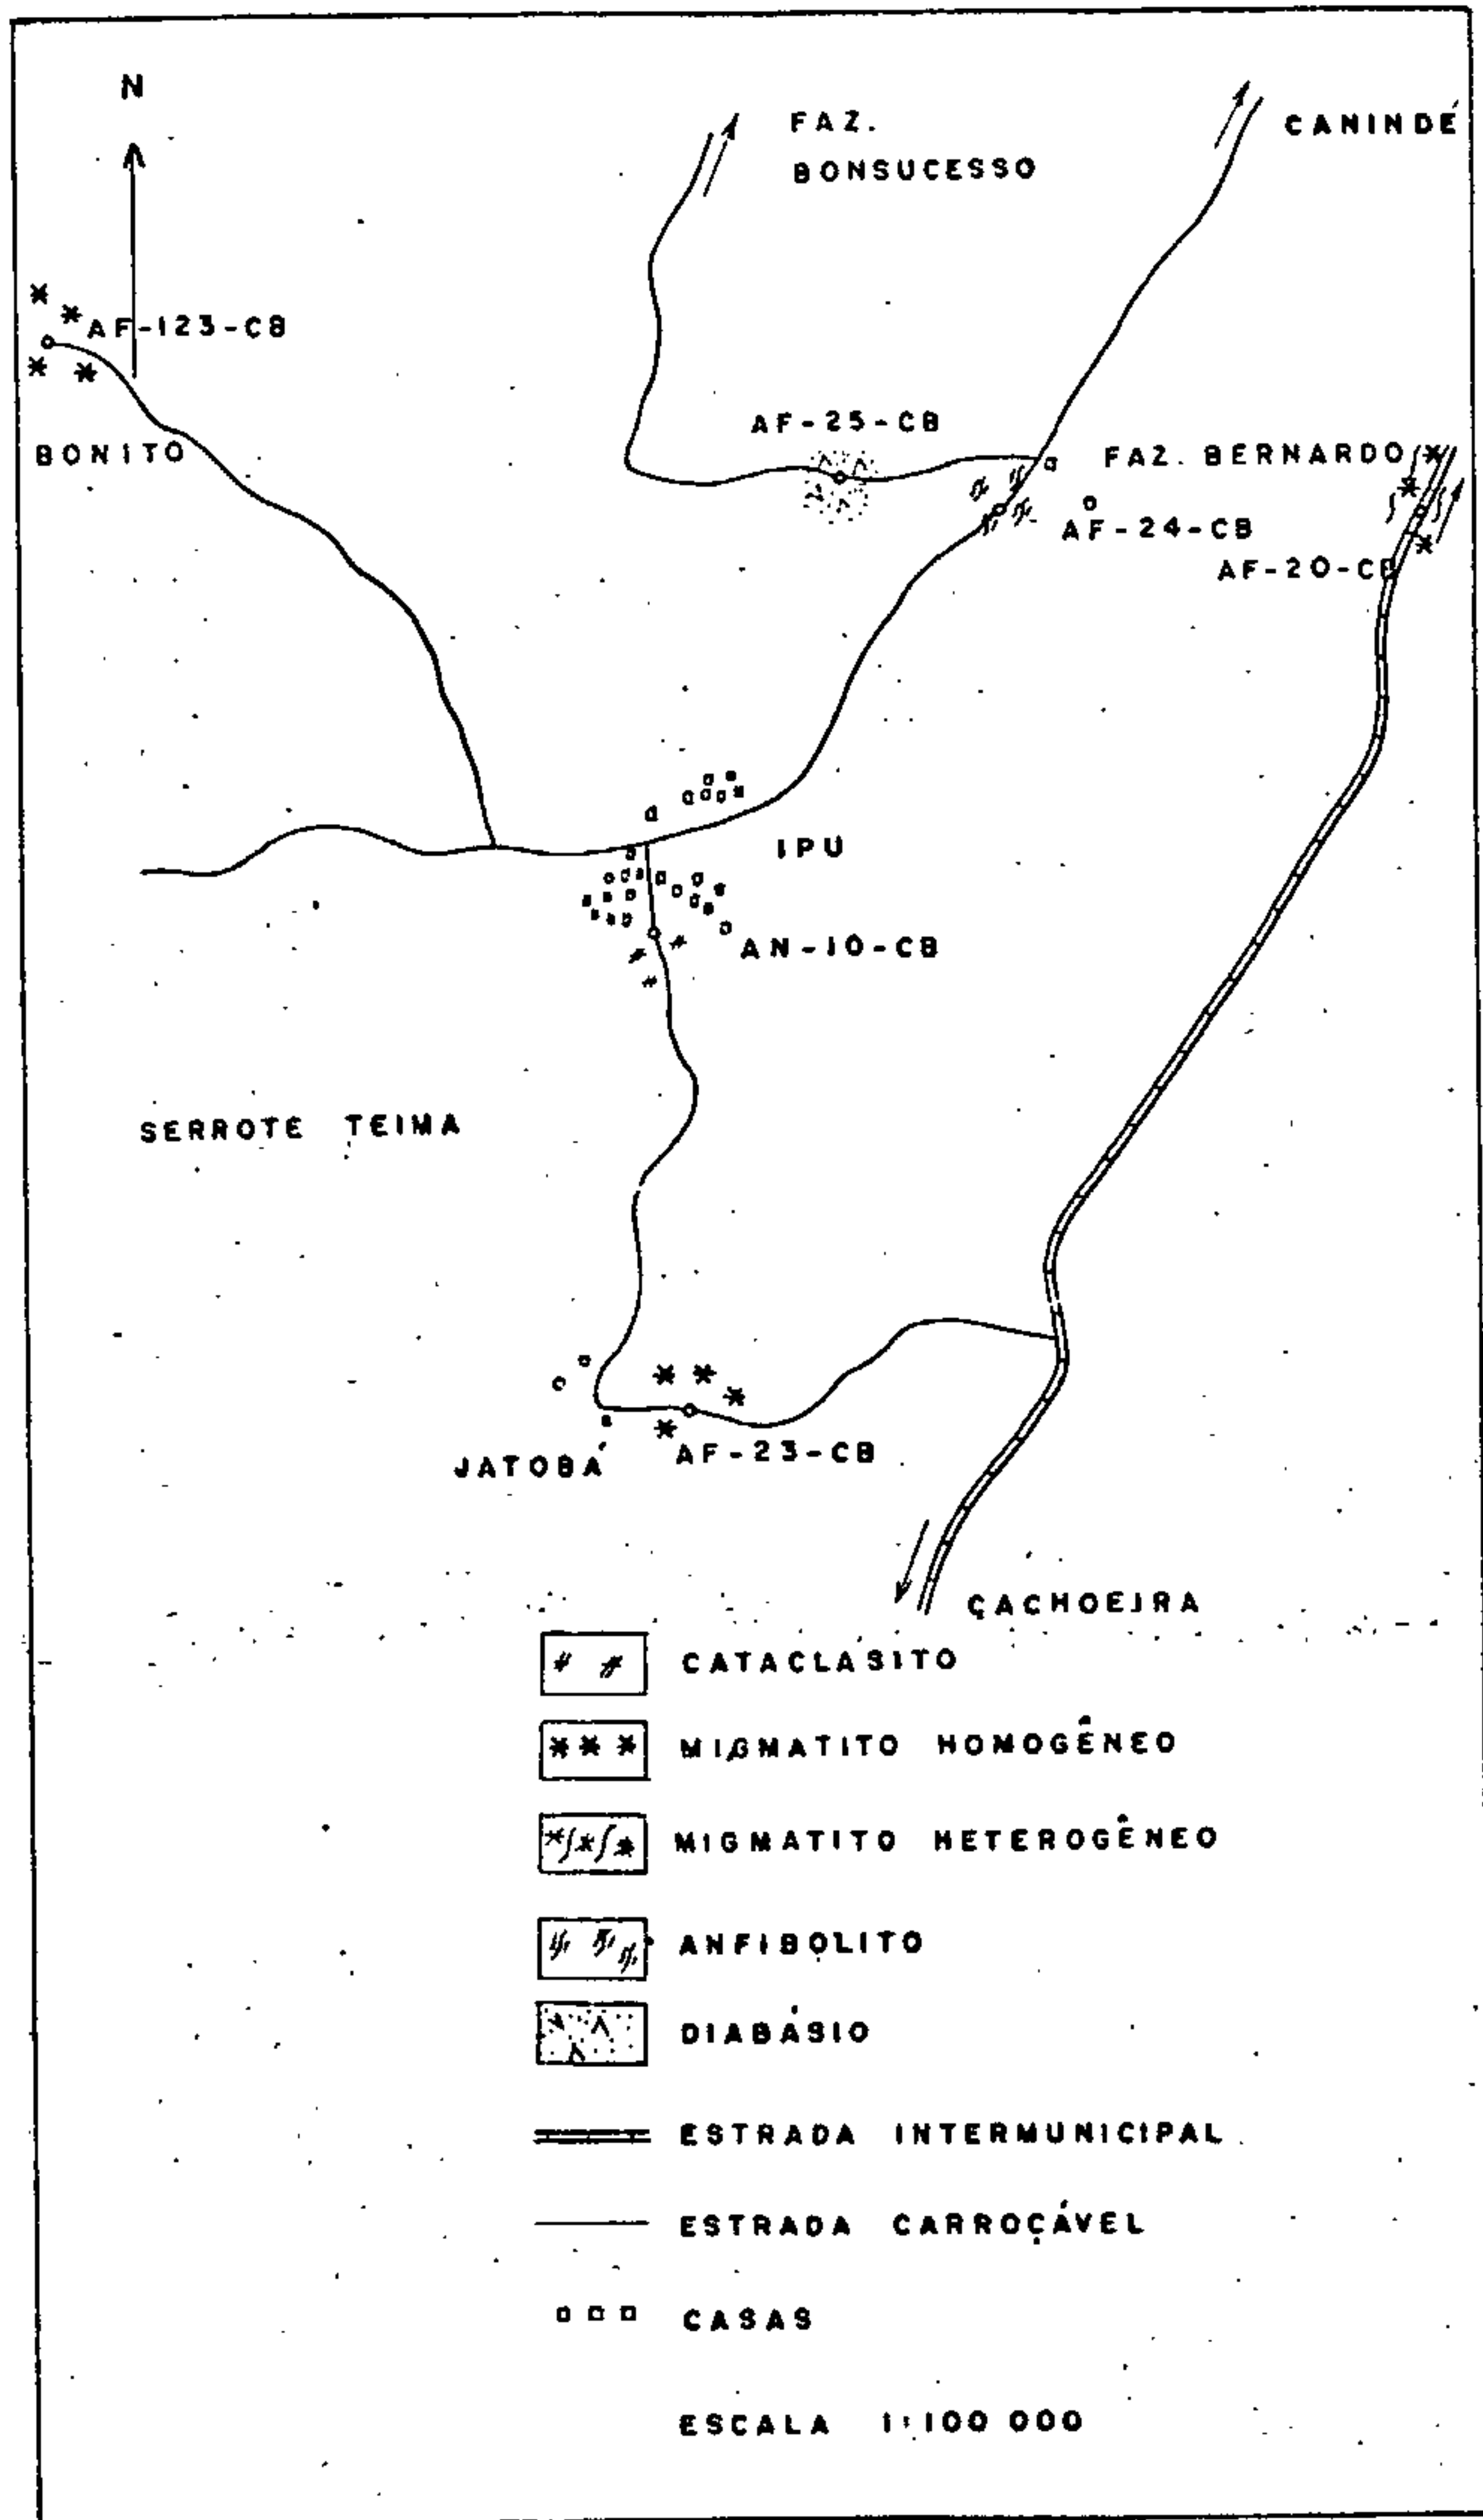 N
FAZ.
BONSUCESSO
CANINDÉ
AF-123-CB
BONITO
AF-25-CB
FAZ. BERNARDO
AF-24-CB
AF-20-CB
IPU
AN-10-CB
SERROTE TEIMA
JATOBÁ
AF-23-CB
CACHOEIRA
CATACLÁSITO
MIGMATITO HOMOGÊNEO
MIGMATITO HETEROGÊNEO
ANFIBOLITO
DIABÁSIO
ESTRADA INTERMUNICIPAL
ESTRADA CARROÇÁVEL
CASAS
ESCALA 1:100 000